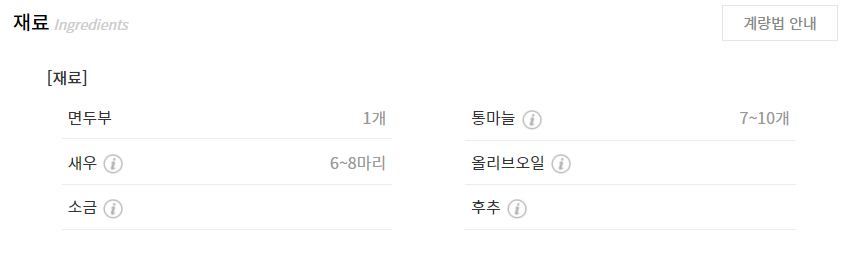 재료 Ingredients 계량법 안내
[재료]
면두부 1개 통마늘 7~10개
새우 6~8마리 올리브오일
소금 후추